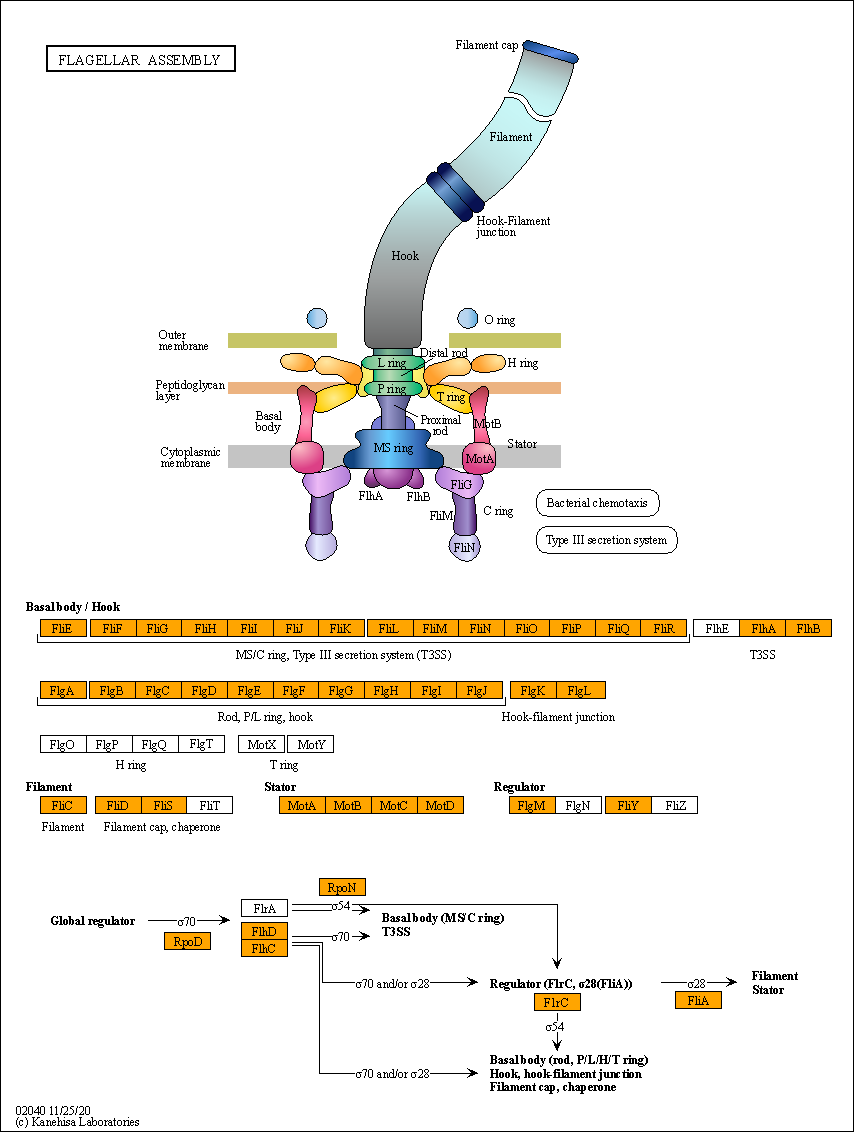 FLAGELLAR ASSEMBLY
Filament cap
Filament
Hook-Filament
junction
Hook
O ring
Outer
membrane
Distal rod
L ring
H ring
Peptidoglycan
layer
P ring
T ring
Basal
body
Proximal
rod
MotB
Stator
Cytoplasmic
membrane
MS ring
MotA
FliG
FlhA
FlhB
Bacterial chemotaxis
FliM
C ring
Type III secretion system
FliN
Basal body / Hook
FliE FliF FliG FliH FliI FliJ FliK FliL FliM FliN FliO FliP FliQ FliR FlhE FlhA FlhB
MS/C ring, Type III secretion system (T3SS) T3SS
FlgA FlgB FlgC FlgD FlgE FlgF FlgG FlgH FlgI FlgJ FlgK FlgL
Rod, P/L ring, hook Hook-filament junction
FlgO FlgP FlgQ FlgT MotX MotY
H ring T ring
Filament Stator Regulator
FliC FliD FliS FliT MotA MotB MotC MotD FlgM FlgN FliY FliZ
Filament Filament cap, chaperone
RpoN
FlrA σ54
Basal body (MS/C ring)
T3SS
Global regulator σ70
RpoD
FlhD
FlhC
σ70
σ70 and/or σ28
Regulator (FlrC, σ28(FliA))
FlrC
σ28
FliA
Filament
Stator
σ54
σ70 and/or σ28
Basal body (rod, P/L/H/T ring)
Hook, hook-filament junction
Filament cap, chaperone
02040 11/25/20
(c) Kanehisa Laboratories